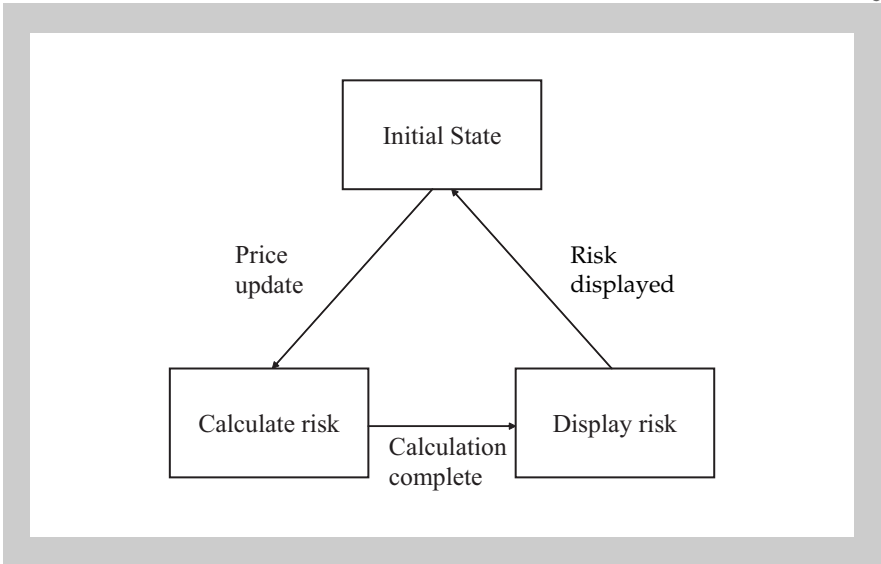 Initial State
Price
update
Risk
displayed
Calculate risk
Calculation
complete
Display risk